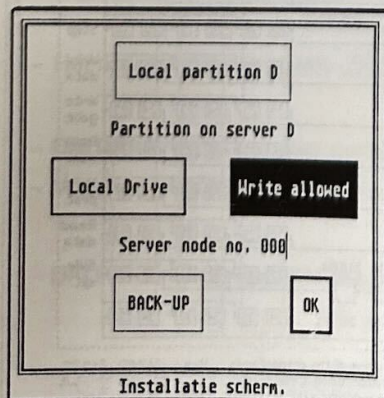 Local partition D
Partition on server D
Local Drive Write allowed
Server node no. 000
BACK-UP OK
Installatie scherm.